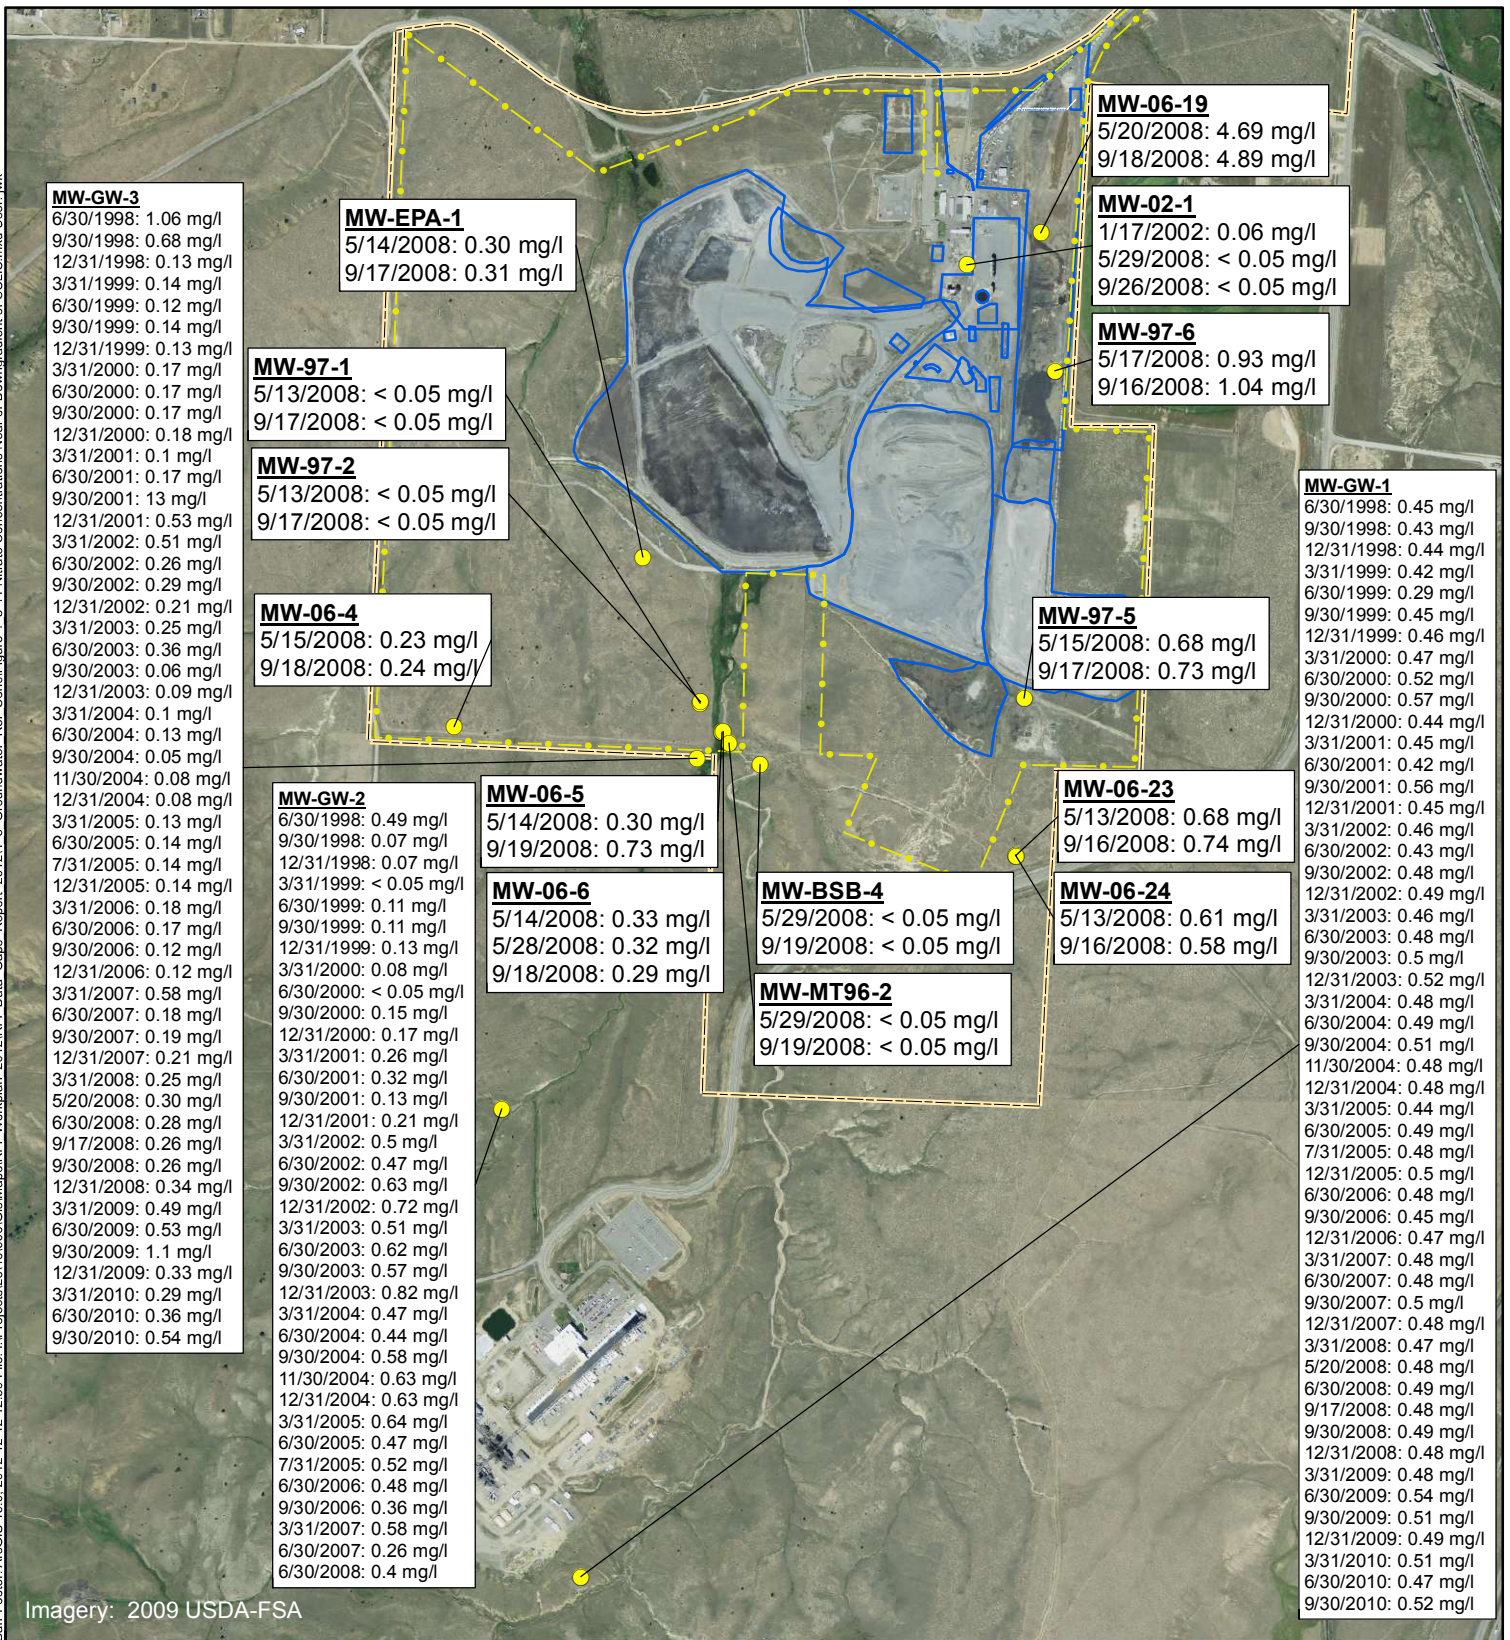 MW-06-19
5/20/2008: 4.69 mg/l
9/18/2008: 4.89 mg/l
MW-02-1
1/17/2002: 0.06 mg/l
5/29/2008: < 0.05 mg/l
9/26/2008: < 0.05 mg/l
MW-97-6
5/17/2008: 0.93 mg/l
9/16/2008: 1.04 mg/l
MW-EPA-1
5/14/2008: 0.30 mg/l
9/17/2008: 0.31 mg/l
MW-97-1
5/13/2008: < 0.05 mg/l
9/17/2008: < 0.05 mg/l
MW-97-2
5/13/2008: < 0.05 mg/l
9/17/2008: < 0.05 mg/l
MW-06-4
5/15/2008: 0.23 mg/l
9/18/2008: 0.24 mg/l
MW-97-5
5/15/2008: 0.68 mg/l
9/17/2008: 0.73 mg/l
MW-06-23
5/13/2008: 0.68 mg/l
9/16/2008: 0.74 mg/l
MW-06-24
5/13/2008: 0.61 mg/l
9/16/2008: 0.58 mg/l
MW-06-5
5/14/2008: 0.30 mg/l
9/19/2008: 0.73 mg/l
MW-06-6
5/14/2008: 0.33 mg/l
5/28/2008: 0.32 mg/l
9/18/2008: 0.29 mg/l
MW-BSB-4
5/29/2008: < 0.05 mg/l
9/19/2008: < 0.05 mg/l
MW-MT96-2
5/29/2008: < 0.05 mg/l
9/19/2008: < 0.05 mg/l
MW-GW-3
6/30/1998: 1.06 mg/l
9/30/1998: 0.68 mg/l
12/31/1998: 0.13 mg/l
3/31/1999: 0.14 mg/l
6/30/1999: 0.12 mg/l
9/30/1999: 0.14 mg/l
12/31/1999: 0.13 mg/l
3/31/2000: 0.17 mg/l
6/30/2000: 0.17 mg/l
9/30/2000: 0.17 mg/l
12/31/2000: 0.18 mg/l
3/31/2001: 0.1 mg/l
6/30/2001: 0.17 mg/l
9/30/2001: 13 mg/l
12/31/2001: 0.53 mg/l
3/31/2002: 0.51 mg/l
6/30/2002: 0.26 mg/l
9/30/2002: 0.29 mg/l
12/31/2002: 0.21 mg/l
3/31/2003: 0.25 mg/l
6/30/2003: 0.36 mg/l
9/30/2003: 0.06 mg/l
12/31/2003: 0.09 mg/l
3/31/2004: 0.1 mg/l
6/30/2004: 0.13 mg/l
9/30/2004: 0.05 mg/l
11/30/2004: 0.08 mg/l
12/31/2004: 0.08 mg/l
3/31/2005: 0.13 mg/l
6/30/2005: 0.14 mg/l
7/31/2005: 0.14 mg/l
12/31/2005: 0.14 mg/l
3/31/2006: 0.18 mg/l
6/30/2006: 0.17 mg/l
9/30/2006: 0.12 mg/l
12/31/2006: 0.12 mg/l
3/31/2007: 0.58 mg/l
6/30/2007: 0.18 mg/l
9/30/2007: 0.19 mg/l
12/31/2007: 0.21 mg/l
3/31/2008: 0.25 mg/l
5/20/2008: 0.30 mg/l
6/30/2008: 0.28 mg/l
9/17/2008: 0.26 mg/l
9/30/2008: 0.26 mg/l
12/31/2008: 0.34 mg/l
3/31/2009: 0.49 mg/l
6/30/2009: 0.53 mg/l
9/30/2009: 1.1 mg/l
12/31/2009: 0.33 mg/l
3/31/2010: 0.29 mg/l
6/30/2010: 0.36 mg/l
9/30/2010: 0.54 mg/l
MW-GW-2
6/30/1998: 0.49 mg/l
9/30/1998: 0.07 mg/l
12/31/1998: 0.07 mg/l
3/31/1999: < 0.05 mg/l
6/30/1999: 0.11 mg/l
9/30/1999: 0.11 mg/l
12/31/1999: 0.13 mg/l
3/31/2000: 0.08 mg/l
6/30/2000: < 0.05 mg/l
9/30/2000: 0.15 mg/l
12/31/2000: 0.17 mg/l
3/31/2001: 0.26 mg/l
6/30/2001: 0.32 mg/l
9/30/2001: 0.13 mg/l
12/31/2001: 0.21 mg/l
3/31/2002: 0.5 mg/l
6/30/2002: 0.47 mg/l
9/30/2002: 0.63 mg/l
12/31/2002: 0.72 mg/l
3/31/2003: 0.51 mg/l
6/30/2003: 0.62 mg/l
9/30/2003: 0.57 mg/l
12/31/2003: 0.82 mg/l
3/31/2004: 0.47 mg/l
6/30/2004: 0.44 mg/l
9/30/2004: 0.58 mg/l
11/30/2004: 0.63 mg/l
12/31/2004: 0.63 mg/l
3/31/2005: 0.64 mg/l
6/30/2005: 0.47 mg/l
7/31/2005: 0.52 mg/l
6/30/2006: 0.48 mg/l
9/30/2006: 0.36 mg/l
3/31/2007: 0.58 mg/l
6/30/2007: 0.26 mg/l
6/30/2008: 0.4 mg/l
MW-GW-1
6/30/1998: 0.45 mg/l
9/30/1998: 0.43 mg/l
12/31/1998: 0.44 mg/l
3/31/1999: 0.42 mg/l
6/30/1999: 0.29 mg/l
9/30/1999: 0.45 mg/l
12/31/1999: 0.46 mg/l
3/31/2000: 0.47 mg/l
6/30/2000: 0.52 mg/l
9/30/2000: 0.57 mg/l
12/31/2000: 0.44 mg/l
3/31/2001: 0.45 mg/l
6/30/2001: 0.42 mg/l
9/30/2001: 0.56 mg/l
12/31/2001: 0.45 mg/l
3/31/2002: 0.46 mg/l
6/30/2002: 0.43 mg/l
9/30/2002: 0.48 mg/l
12/31/2002: 0.49 mg/l
3/31/2003: 0.46 mg/l
6/30/2003: 0.48 mg/l
9/30/2003: 0.5 mg/l
12/31/2003: 0.52 mg/l
3/31/2004: 0.48 mg/l
6/30/2004: 0.49 mg/l
9/30/2004: 0.51 mg/l
11/30/2004: 0.48 mg/l
12/31/2004: 0.48 mg/l
3/31/2005: 0.44 mg/l
6/30/2005: 0.49 mg/l
7/31/2005: 0.48 mg/l
12/31/2005: 0.5 mg/l
6/30/2006: 0.48 mg/l
9/30/2006: 0.45 mg/l
12/31/2006: 0.47 mg/l
3/31/2007: 0.48 mg/l
6/30/2007: 0.48 mg/l
9/30/2007: 0.5 mg/l
12/31/2007: 0.48 mg/l
3/31/2008: 0.47 mg/l
5/20/2008: 0.48 mg/l
6/30/2008: 0.49 mg/l
9/17/2008: 0.48 mg/l
9/30/2008: 0.49 mg/l
12/31/2008: 0.48 mg/l
3/31/2009: 0.48 mg/l
6/30/2009: 0.54 mg/l
9/30/2009: 0.51 mg/l
12/31/2009: 0.49 mg/l
3/31/2010: 0.51 mg/l
6/30/2010: 0.47 mg/l
9/30/2010: 0.52 mg/l
Imagery: 2009 USDA-FSA